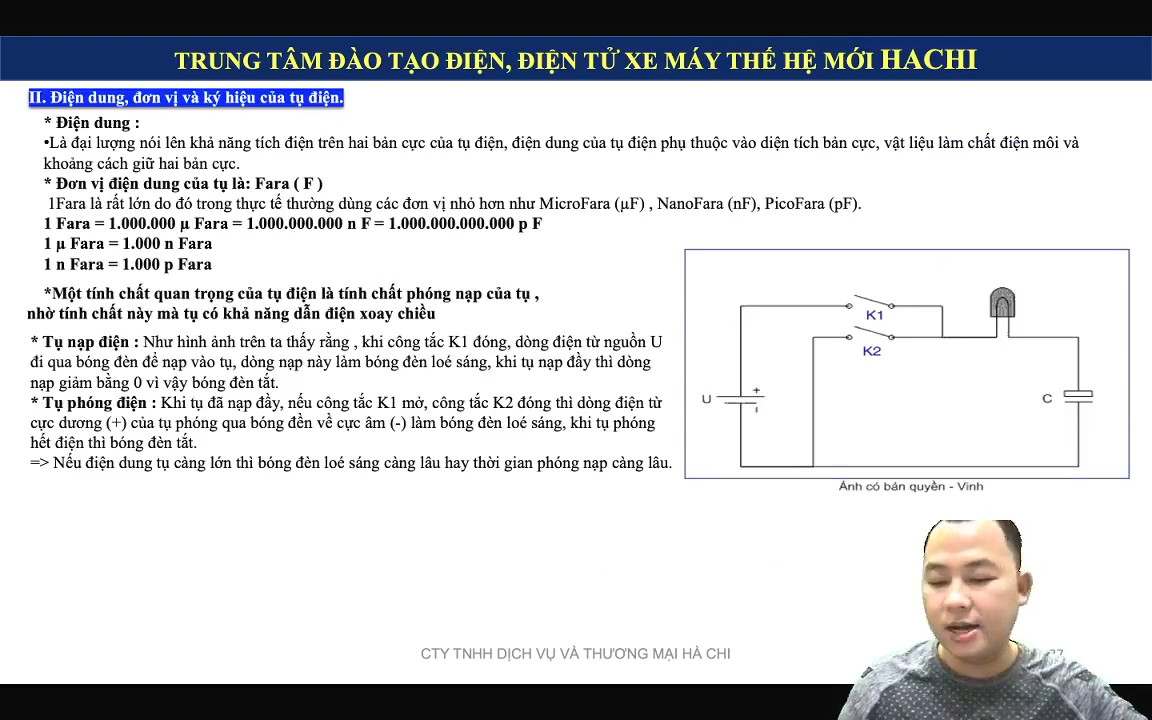 TRUNG TÂM ĐÀO TẠO ĐIỆN, ĐIỆN TỬ XE MÁY THẾ HỆ MỚI HACHI
II. Điện dung, đơn vị và ký hiệu của tụ điện.
* Điện dung :
•Là đại lượng nói lên khả năng tích điện trên hai bản cực của tụ điện, điện dung của tụ điện phụ thuộc vào diện tích bản cực, vật liệu làm chất điện môi và
khoảng cách giữ hai bản cực.
* Đơn vị điện dung của tụ là: Fara ( F )
1Fara là rất lớn do đó trong thực tế thường dùng các đơn vị nhỏ hơn như MicroFara (µF) , NanoFara (nF), PicoFara (pF).
1 Fara = 1.000.000 µ Fara = 1.000.000.000 n F = 1.000.000.000.000 p F
1 µ Fara = 1.000 n Fara
1 n Fara = 1.000 p Fara
*Một tính chất quan trọng của tụ điện là tính chất phóng nạp của tụ ,
nhờ tính chất này mà tụ có khả năng dẫn điện xoay chiều
* Tụ nạp điện : Như hình ảnh trên ta thấy rằng , khi công tắc K1 đóng, dòng điện từ nguồn U
đi qua bóng đèn để nạp vào tụ, dòng nạp này làm bóng đèn loé sáng, khi tụ nạp đầy thì dòng
nạp giảm bằng 0 vì vậy bóng đèn tắt.
* Tụ phóng điện : Khi tụ đã nạp đầy, nếu công tắc K1 mở, công tắc K2 đóng thì dòng điện từ
cực dương (+) của tụ phóng qua bóng đền về cực âm (-) làm bóng đèn loé sáng, khi tụ phóng
hết điện thì bóng đèn tắt.
=> Nếu điện dung tụ càng lớn thì bóng đèn loé sáng càng lâu hay thời gian phóng nạp càng lâu.
K1
K2
U
+
-
C
Ảnh có bản quyền - Vinh
CTY TNHH DỊCH VỤ VÀ THƯƠNG MẠI HÀ CHI